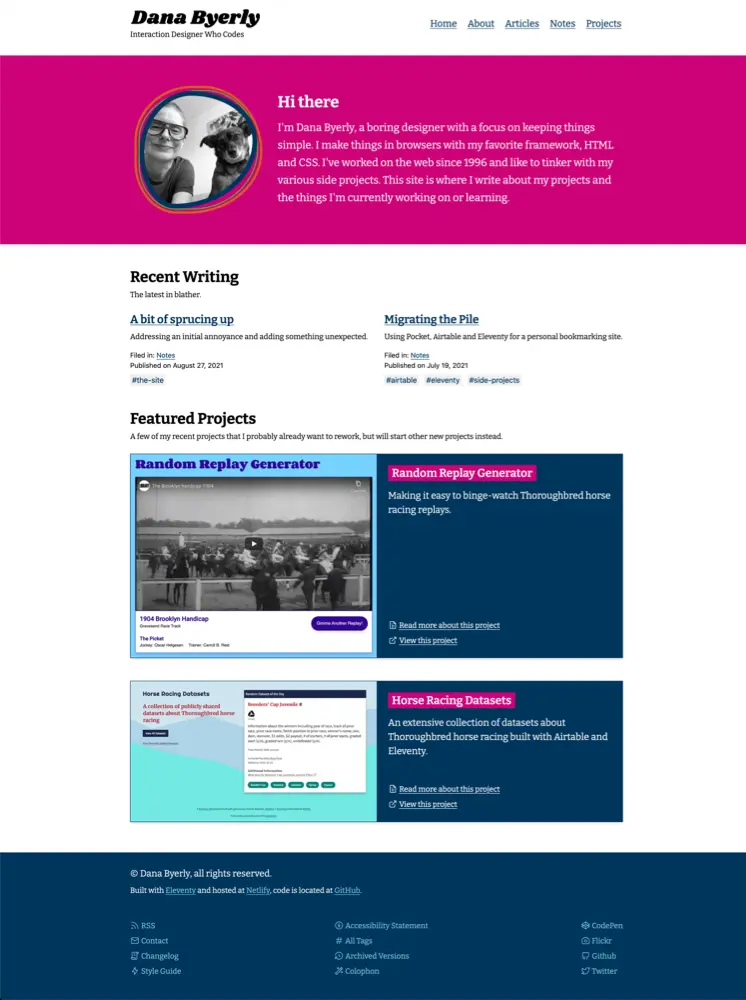 Dana Byerly
Interaction Designer Who Codes
Home About Articles Notes Projects
Hi there
I'm Dana Byerly, a boring designer with a focus on keeping things
simple. I make things in browsers with my favorite framework, HTML
and CSS. I've worked on the web since 1996 and like to tinker with my
various side projects. This site is where I write about my projects and
the things I'm currently working on or learning.
Recent Writing
The latest in blather.
A bit of sprucing up
Addressing an initial annoyance and adding something unexpected.
Filed in: Notes
Published on August 27, 2021
#the-site
Migrating the Pile
Using Pocket, Airtable and Eleventy for a personal bookmarking site.
Filed in: Notes
Published on July 19, 2021
#airtable #eleventy #side-projects
Featured Projects
A few of my recent projects that I probably already want to rework, but will start other new projects instead.
Random Replay Generator
The Brooklyn Handicap 1904
1904 Brooklyn Handicap
Gravesend Race Track
Gimme Another Replay!
The Picket
Jockey: Oscar Helgesen Trainer: Carroll B. Reid
Random Replay Generator
Making it easy to binge-watch Thoroughbred horse
racing replays.
Read more about this project
View this project
Horse Racing Datasets
A collection of publicly shared
datasets about Thoroughbred horse
racing
Random Dataset of the Day
Breeders' Cup Juvenile
Additional Information
Horse Racing Datasets
An extensive collection of datasets about
Thoroughbred horse racing built with Airtable and
Eleventy.
Read more about this project
View this project
© Dana Byerly, all rights reserved.
Built with Eleventy and hosted at Netlify, code is located at GitHub.
RSS
Contact
Changelog
Style Guide
Accessibility Statement
All Tags
Archived Versions
Colophon
CodePen
Flickr
Github
Twitter